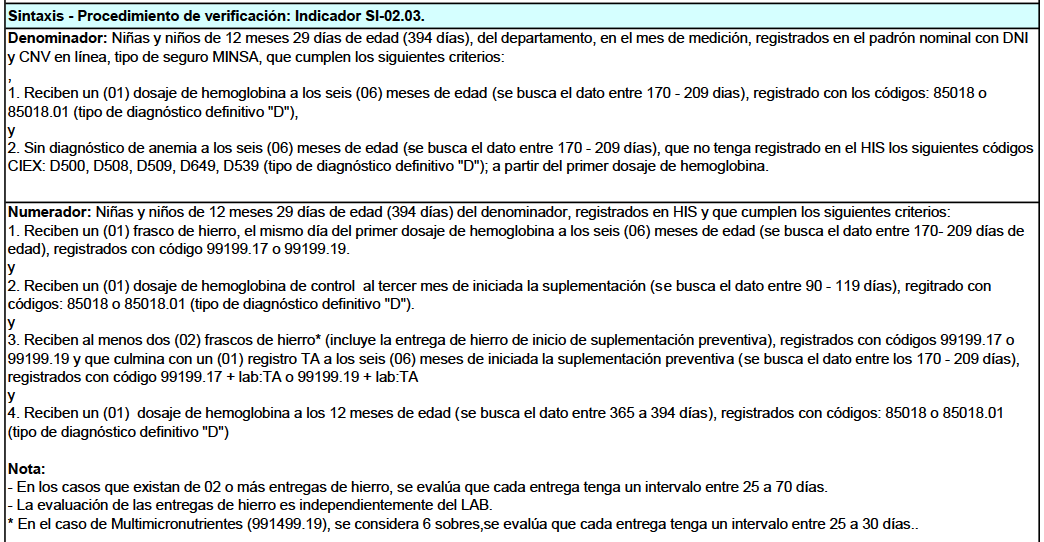 Sintaxis - Procedimiento de verificación: Indicador SI-02.03.
Denominador: Niñas y niños de 12 meses 29 días de edad (394 días), del departamento, en el mes de medición, registrados en el padrón nominal con DNI
y CNV en línea, tipo de seguro MINSA, que cumplen los siguientes criterios:
,
1. Reciben un (01) dosaje de hemoglobina a los seis (06) meses de edad (se busca el dato entre 170 - 209 dias), registrado con los códigos: 85018 o
85018.01 (tipo de diagnóstico definitivo "D"),
y
2. Sin diagnóstico de anemia a los seis (06) meses de edad (se busca el dato entre 170 - 209 días), que no tenga registrado en el HIS los siguientes códigos
CIEX: D500, D508, D509, D649, D539 (tipo de diagnóstico definitivo "D"); a partir del primer dosaje de hemoglobina.
Numerador: Niñas y niños de 12 meses 29 días de edad (394 días) del denominador, registrados en HIS y que cumplen los siguientes criterios:
1. Reciben un (01) frasco de hierro, el mismo día del primer dosaje de hemoglobina a los seis (06) meses de edad (se busca el dato entre 170- 209 días de
edad), registrados con código 99199.17 o 99199.19.
y
2. Reciben un (01) dosaje de hemoglobina de control al tercer mes de iniciada la suplementación (se busca el dato entre 90 - 119 días), regitrado con
códigos: 85018 o 85018.01 (tipo de diagnóstico definitivo "D").
y
3. Reciben al menos dos (02) frascos de hierro* (incluye la entrega de hierro de inicio de suplementación preventiva), registrados con códigos 99199.17 o
99199.19 y que culmina con un (01) registro TA a los seis (06) meses de iniciada la suplementación preventiva (se busca el dato entre los 170 - 209 días),
registrados con código 99199.17 + lab:TA o 99199.19 + lab:TA
y
4. Reciben un (01) dosaje de hemoglobina a los 12 meses de edad (se busca el dato entre 365 a 394 días), registrados con códigos: 85018 o 85018.01
(tipo de diagnóstico definitivo "D")
Nota:
- En los casos que existan de 02 o más entregas de hierro, se evalúa que cada entrega tenga un intervalo entre 25 a 70 días.
- La evaluación de las entregas de hierro es independientemente del LAB.
* En el caso de Multimicronutrientes (991499.19), se considera 6 sobres,se evalúa que cada entrega tenga un intervalo entre 25 a 30 días..